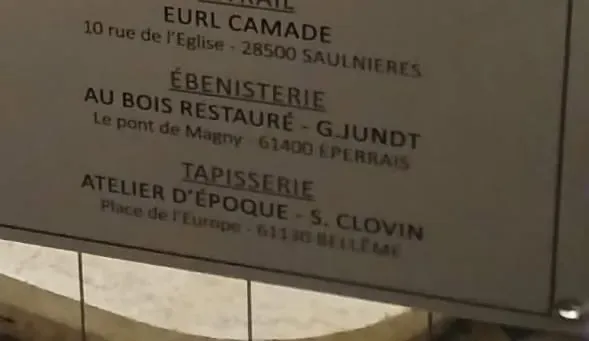 EURL CAMADE
10 rue de l'Eglise - 28500 SAULNIERES
ÉBENISTERIE
AU BOIS RESTAURÉ - G.JUNDT
Le pont de Magny 61400 EPERRAIS
TAPISSERIE
ATELIER D'ÉPOQUE - S. CLOVIN
Place de l'Europe - 61130 BELLÊME